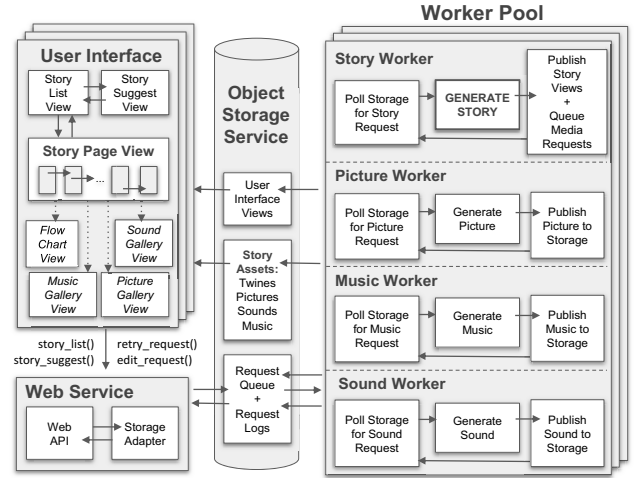 Worker Pool
User Interface
Story
List
View
Story
Suggest
View
Story Page View
...
Flow
Chart
View
Sound
Gallery
View
Music
Gallery
View
Picture
Gallery
View
story_list()
story_suggest()
retry_request()
edit_request()
Web Service
Web
API
Storage
Adapter
Object
Storage
Service
User
Interface
Views
Story
Assets:
Twines
Pictures
Sounds
Music
Request
Queue
+
Request
Logs
Story Worker
Poll Storage
for Story
Request
GENERATE
STORY
Publish
Story
Views
+
Queue
Media
Requests
Picture Worker
Poll Storage
for Picture
Request
Generate
Picture
Publish
Picture to
Storage
Music Worker
Poll Storage
for Music
Request
Generate
Music
Publish
Music to
Storage
Sound Worker
Poll Storage
for Sound
Request
Generate
Sound
Publish
Sound to
Storage